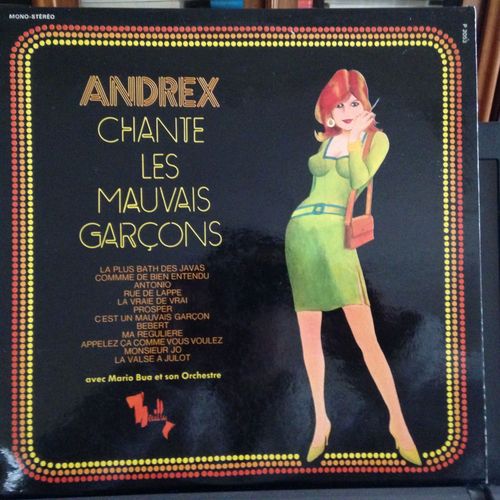 MONO-STÉRÉO
P 2052
ANDREX
CHANTE
LES
MAUVAIS
GARÇONS
LA PLUS BATH DES JAVAS
COMMME DE BIEN ENTENDU
ANTONIO
RUE DE LAPPE
LA VRAIE DE VRAI
PROSPER
C'EST UN MAUVAIS GARÇON
BEBERT
MA REGULIERE
APPELEZ ÇA COMME VOUS VOULEZ
MONSIEUR JO
LA VALSE A JULOT
avec Mario Bua et son Orchestre